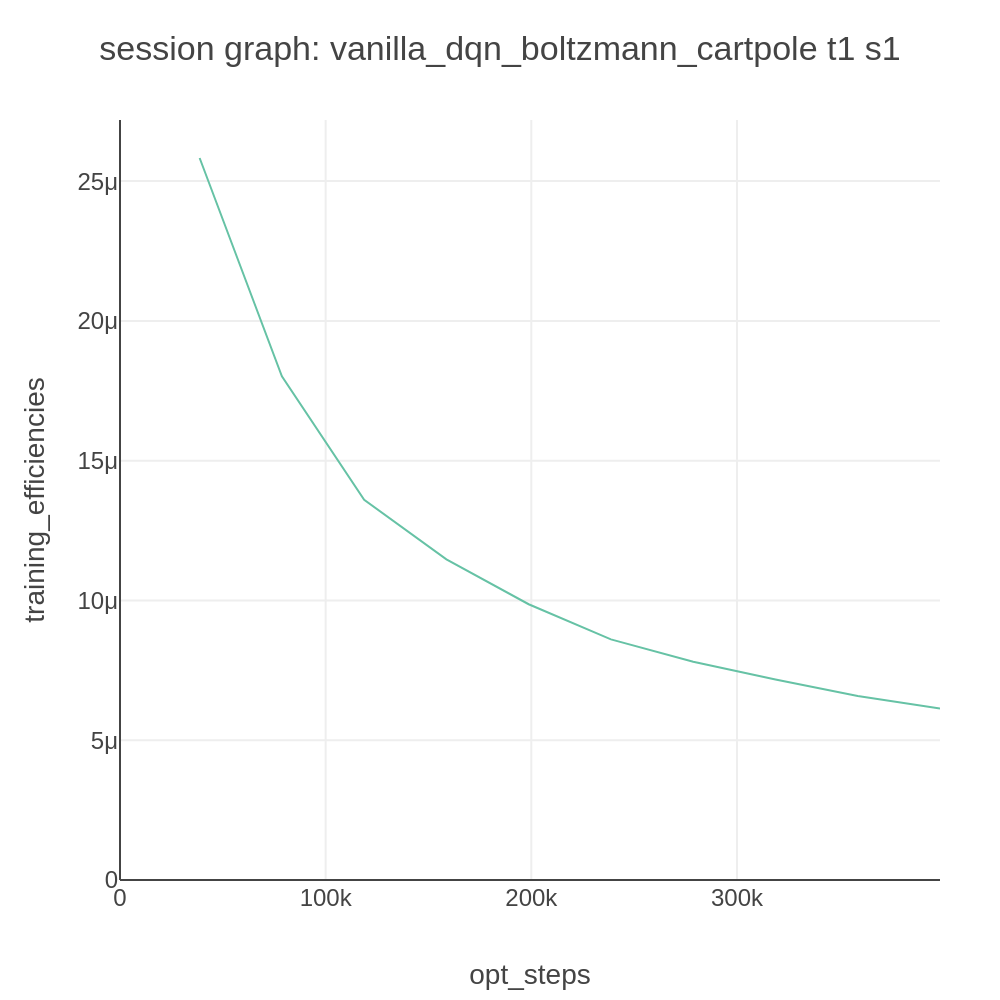 session graph: vanilla_dqn_boltzmann_cartpole t1 s1
25μ
20μ
15μ
10μ
5μ
0
training_efficiencies
0
100k
200k
300k
opt_steps